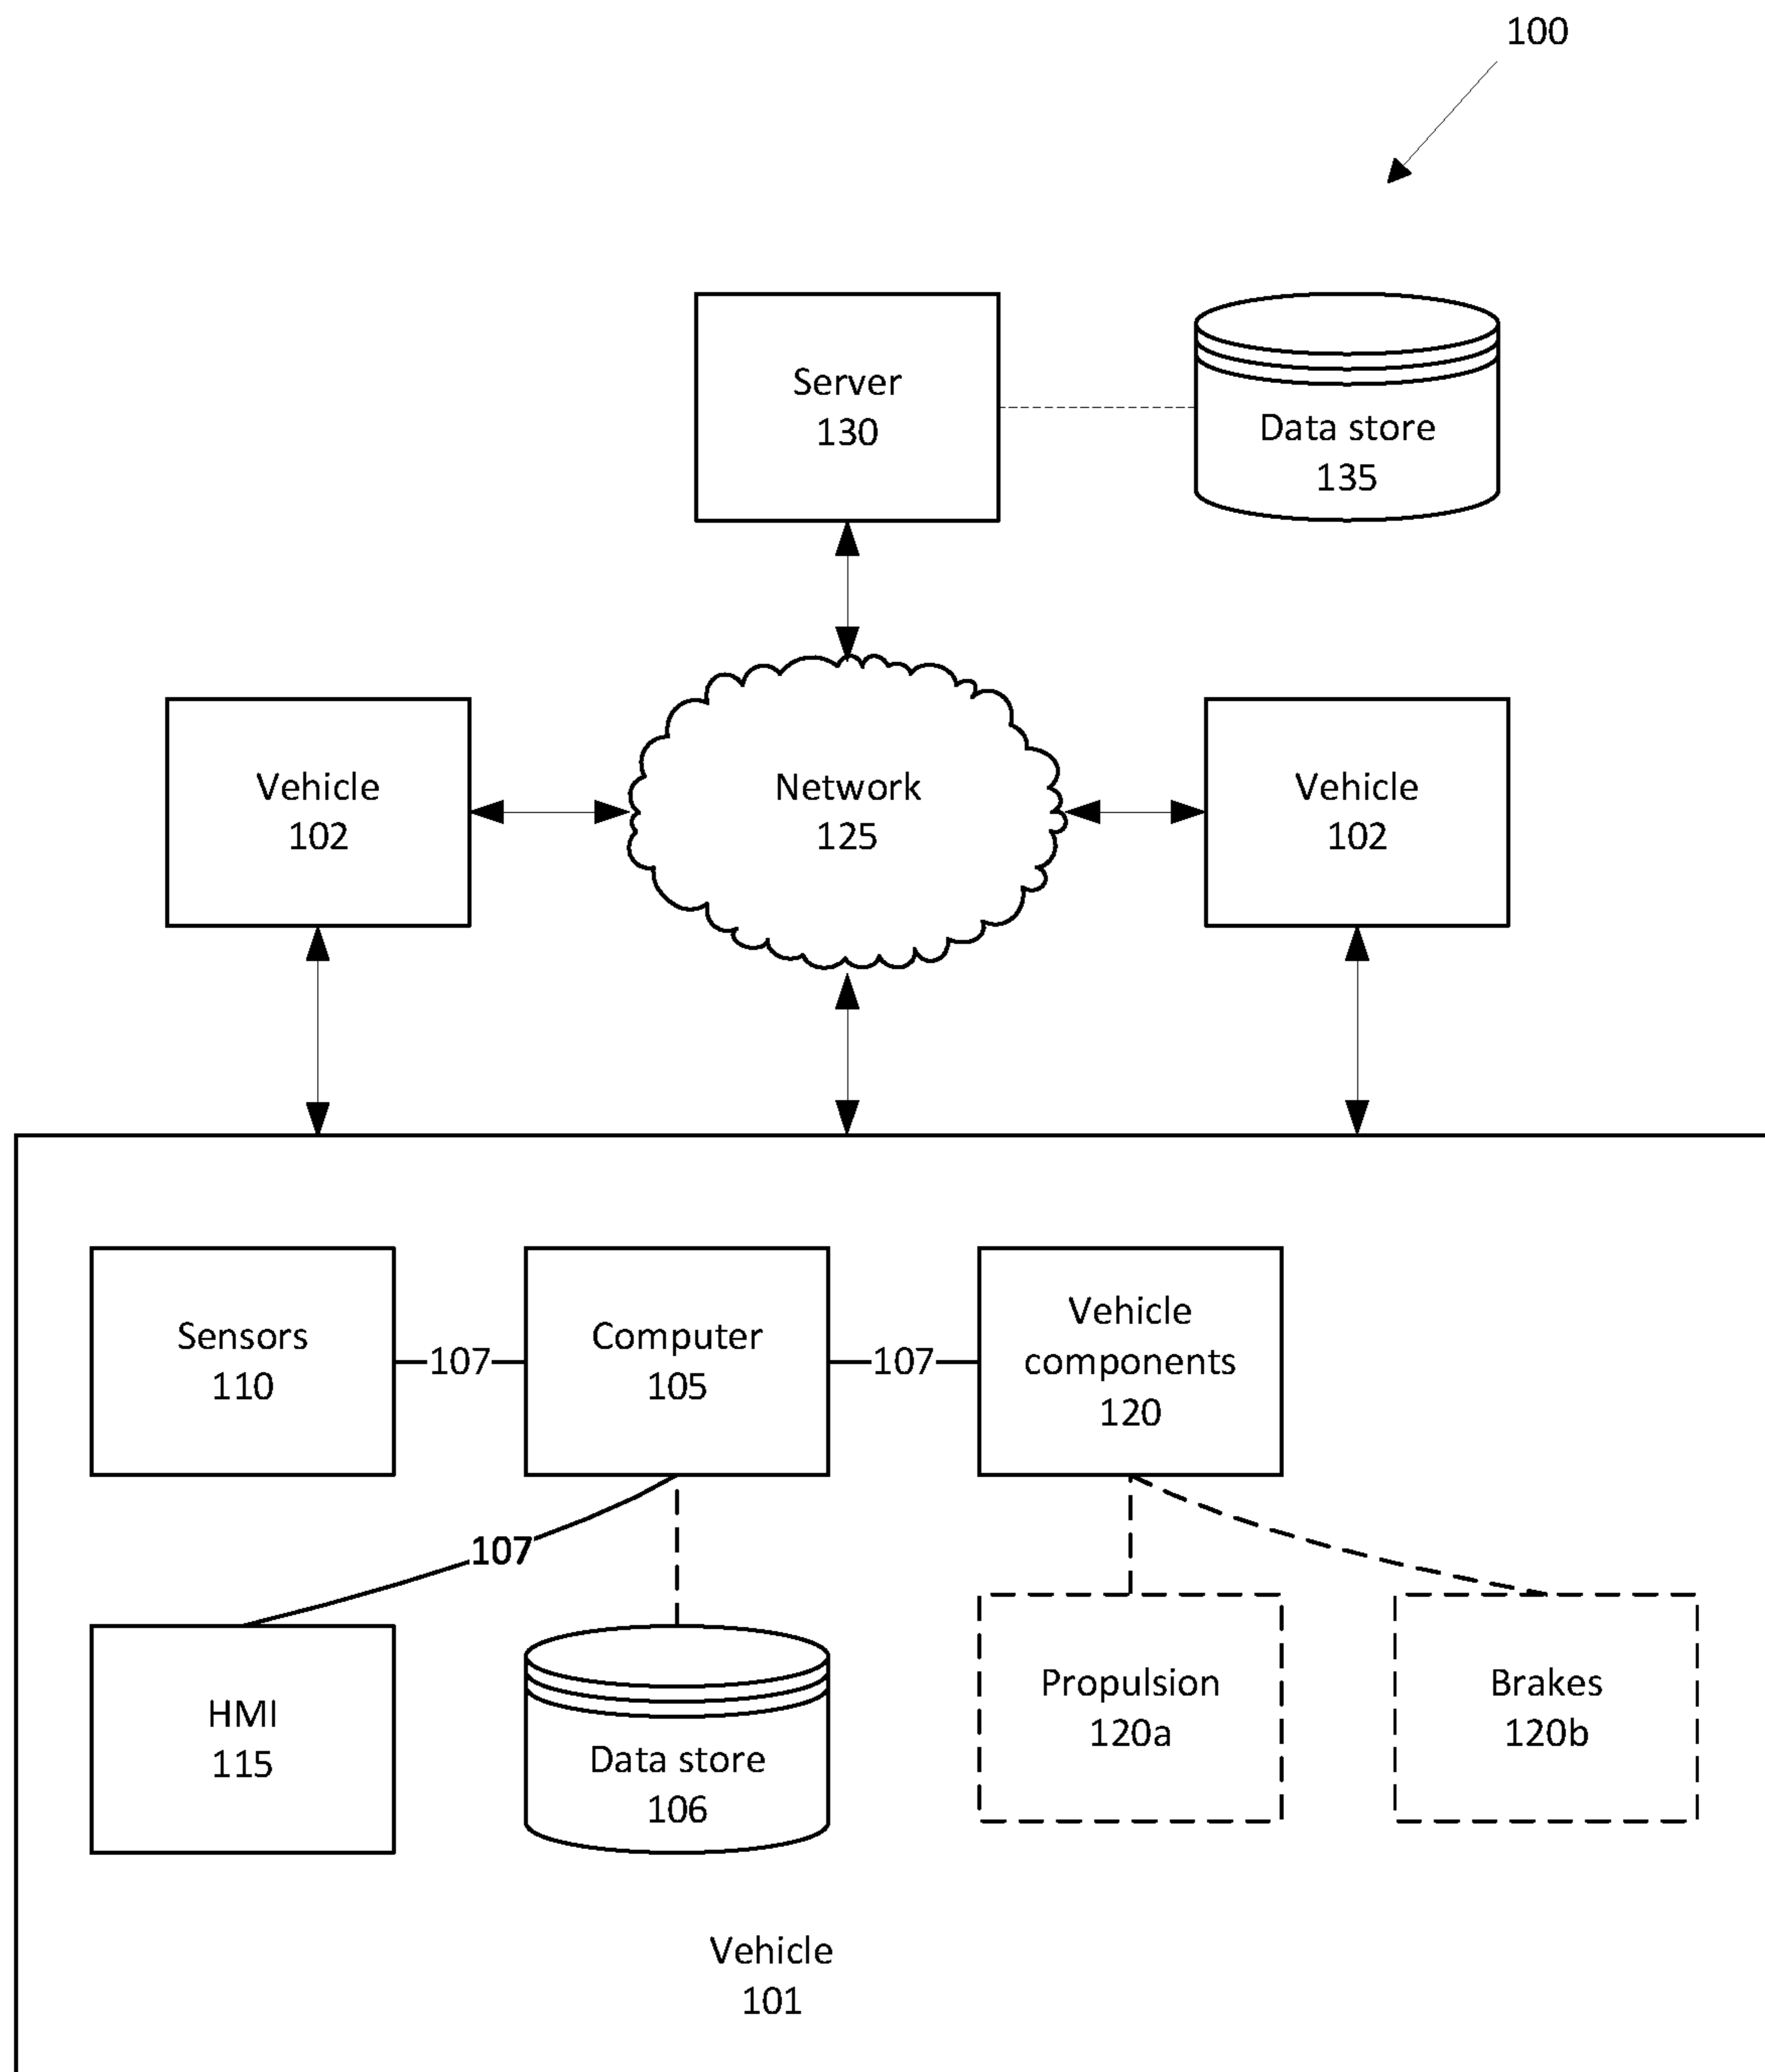 100
Server
130
Data store
135
Vehicle
102
Network
125
Vehicle
102
Sensors
110
107
Computer
105
107
Vehicle
components
120
107
HMI
115
Data store
106
Propulsion
120a
Brakes
120b
Vehicle
101